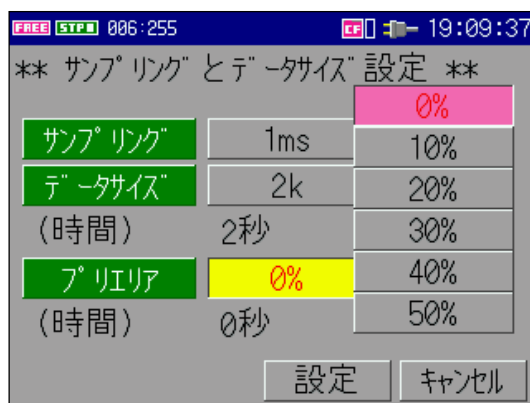 FREE STP 006:255 CF 19:09:37
** サンプリングとデータサイズ設定 **
0%
サンプリング 1ms 10%
データサイズ 2k 20%
(時間) 2秒 30%
プリエリア 0% 40%
(時間) 0秒 50%
設定 キャンセル